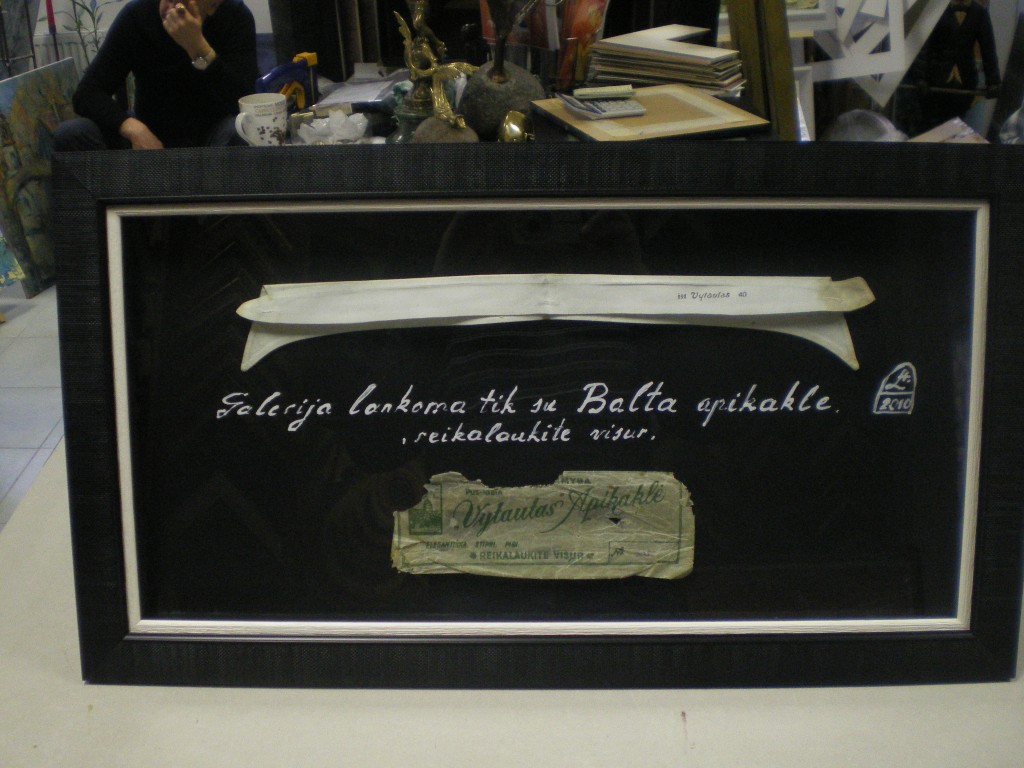 Vytautas 40
Galerija lankoma tik su Balta apikakle.
reikalaukite visur.
H.
2010
Vytautas Apikaklė
REIKALAUKITE VISUR